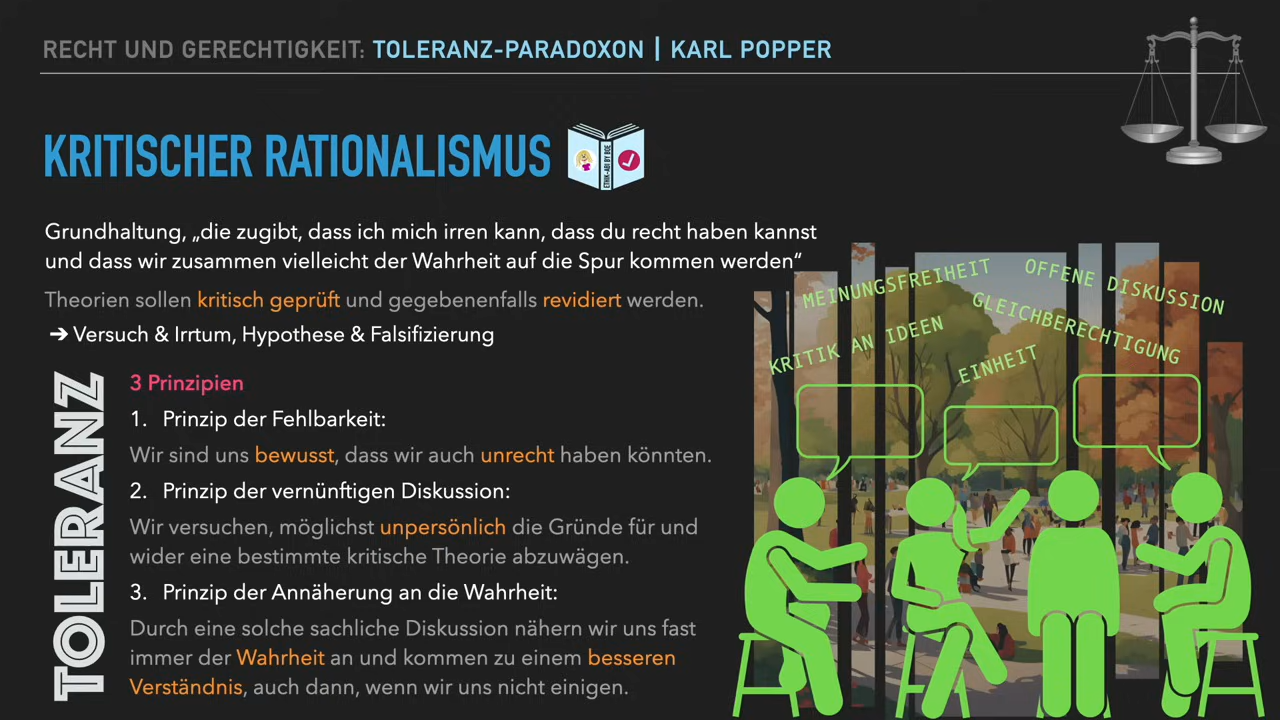 RECHT UND GERECHTIGKEIT: TOLERANZ-PARADOXON | KARL POPPER
KRITISCHER RATIONALISMUS
ETHIK-ABI BY BOE
Grundhaltung, „die zugibt, dass ich mich irren kann, dass du recht haben kannst
und dass wir zusammen vielleicht der Wahrheit auf die Spur kommen werden“
Theorien sollen kritisch geprüft und gegebenenfalls revidiert werden.
➔ Versuch & Irrtum, Hypothese & Falsifizierung
TOLERANZ
3 Prinzipien
1. Prinzip der Fehlbarkeit:
Wir sind uns bewusst, dass wir auch unrecht haben könnten.
2. Prinzip der vernünftigen Diskussion:
Wir versuchen, möglichst unpersönlich die Gründe für und
wider eine bestimmte kritische Theorie abzuwägen.
3. Prinzip der Annäherung an die Wahrheit:
Durch eine solche sachliche Diskussion nähern wir uns fast
immer der Wahrheit an und kommen zu einem besseren
Verständnis, auch dann, wenn wir uns nicht einigen.
MEINUNGSFREIHEIT
OFFENE DISKUSSION
GLEICHBERECHTIGUNG
KRITIK AN IDEEN
EINHEIT